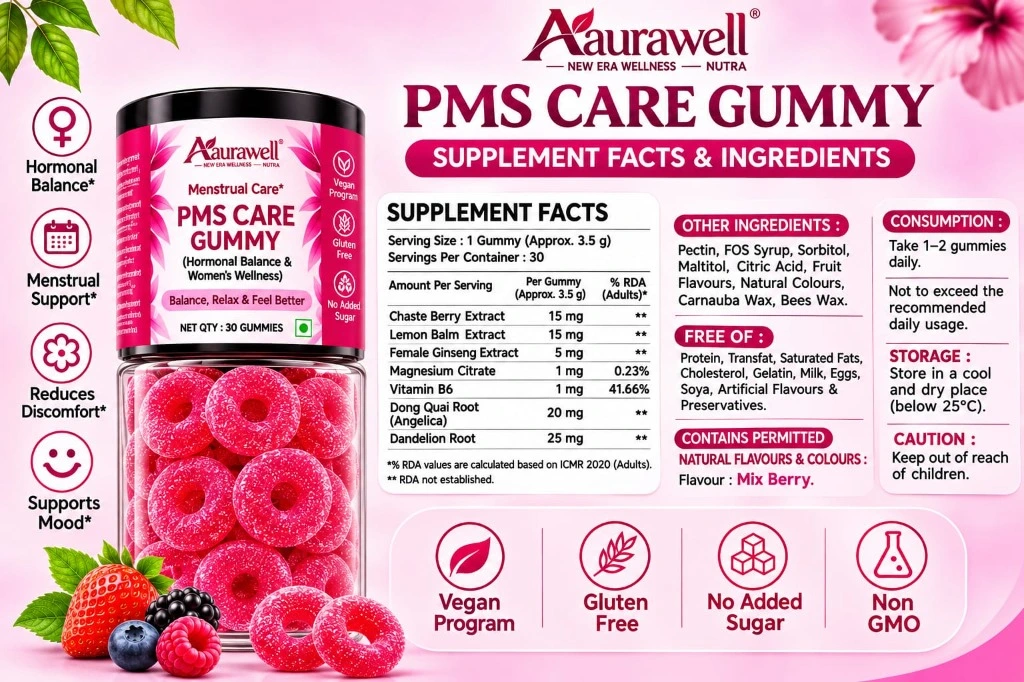 Aaurawell®
NEW ERA WELLNESS — NUTRA
PMS CARE GUMMY
SUPPLEMENT FACTS & INGREDIENTS
Hormonal
Balance*
Menstrual
Support*
Reduces
Discomfort*
Supports
Mood*
Aaurawell®
NEW ERA WELLNESS — NUTRA
Menstrual Care*
PMS CARE
GUMMY
(Hormonal Balance &
Women's Wellness)
Balance, Relax & Feel Better
NET QTY : 30 GUMMIES
Vegan
Program
Gluten
Free
No Added
Sugar
SUPPLEMENT FACTS
Serving Size : 1 Gummy (Approx. 3.5 g)
Servings Per Container : 30
Amount Per Serving Per Gummy (Approx. 3.5 g) % RDA (Adults)*
Chaste Berry Extract 15 mg **
Lemon Balm Extract 15 mg **
Female Ginseng Extract 5 mg **
Magnesium Citrate 1 mg 0.23%
Vitamin B6 1 mg 41.66%
Dong Quai Root (Angelica) 20 mg **
Dandelion Root 25 mg **
*% RDA values are calculated based on ICMR 2020 (Adults).
** RDA not established.
OTHER INGREDIENTS :
Pectin, FOS Syrup, Sorbitol,
Maltitol, Citric Acid, Fruit
Flavours, Natural Colours,
Carnauba Wax, Bees Wax.
FREE OF :
Protein, Transfat, Saturated Fats,
Cholesterol, Gelatin, Milk, Eggs,
Soya, Artificial Flavours &
Preservatives.
CONTAINS PERMITTED
NATURAL FLAVOURS & COLOURS :
Flavour : Mix Berry.
CONSUMPTION :
Take 1–2 gummies
daily.
Not to exceed the
recommended
daily usage.
STORAGE :
Store in a cool
and dry place
(below 25°C).
CAUTION :
Keep out of reach
of children.
Vegan
Program
Gluten
Free
No Added
Sugar
Non
GMO